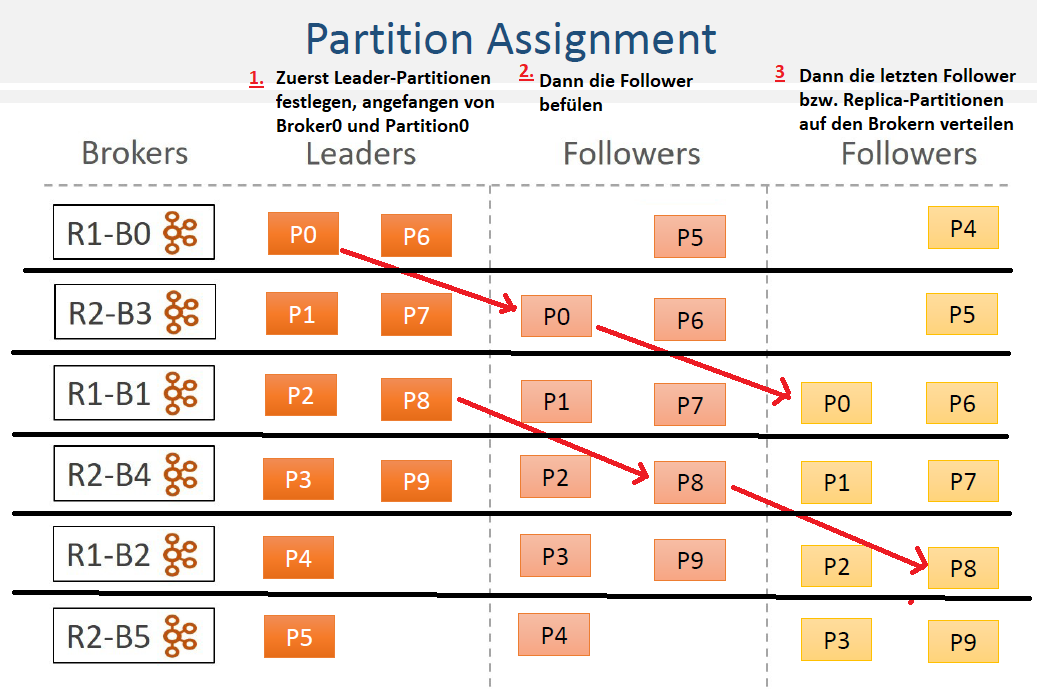 Partition Assignment
1. Zuerst Leader-Partitionen
festlegen, angefangen von
Broker0 und Partition0
2. Dann die Follower
befülen
3 Dann die letzten Follower
bzw. Replica-Partitionen
auf den Brokern verteilen
Brokers Leaders Followers Followers
R1-B0 P0 P6 P5 P4
R2-B3 P1 P7 P0 P6 P5
R1-B1 P2 P8 P1 P7 P0 P6
R2-B4 P3 P9 P2 P8 P1 P7
R1-B2 P4 P3 P9 P2 P8
R2-B5 P5 P4 P3 P9